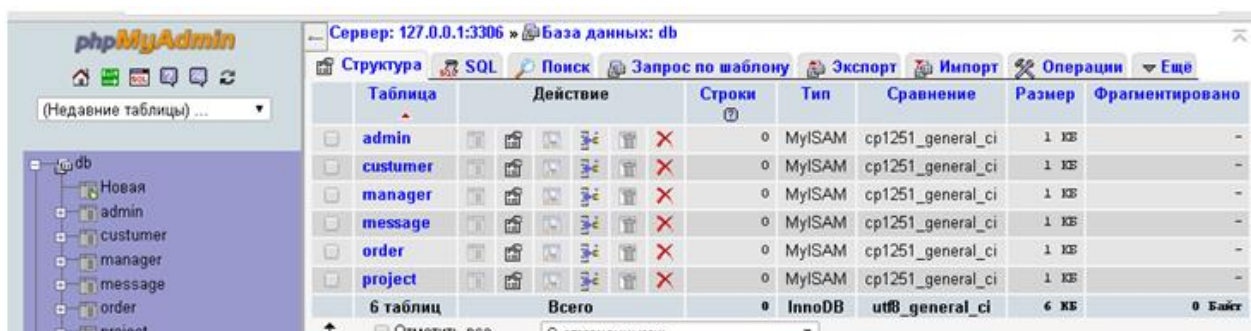 phpMyAdmin
(Недавние таблицы) ...
db
Новая
admin
custumer
manager
message
order
project
Сервер: 127.0.0.1:3306 » База данных: db
Структура SQL Поиск Запрос по шаблону Экспорт Импорт Операции Ещё
Таблица Действие Строки Тип Сравнение Размер Фрагментировано
admin 0 MyISAM cp1251_general_ci 1 КБ -
custumer 0 MyISAM cp1251_general_ci 1 КБ -
manager 0 MyISAM cp1251_general_ci 1 КБ -
message 0 MyISAM cp1251_general_ci 1 КБ -
order 0 MyISAM cp1251_general_ci 1 КБ -
project 0 MyISAM cp1251_general_ci 1 КБ -
6 таблиц Всего 0 InnoDB utf8_general_ci 6 КБ 0 Байт
Отметить все